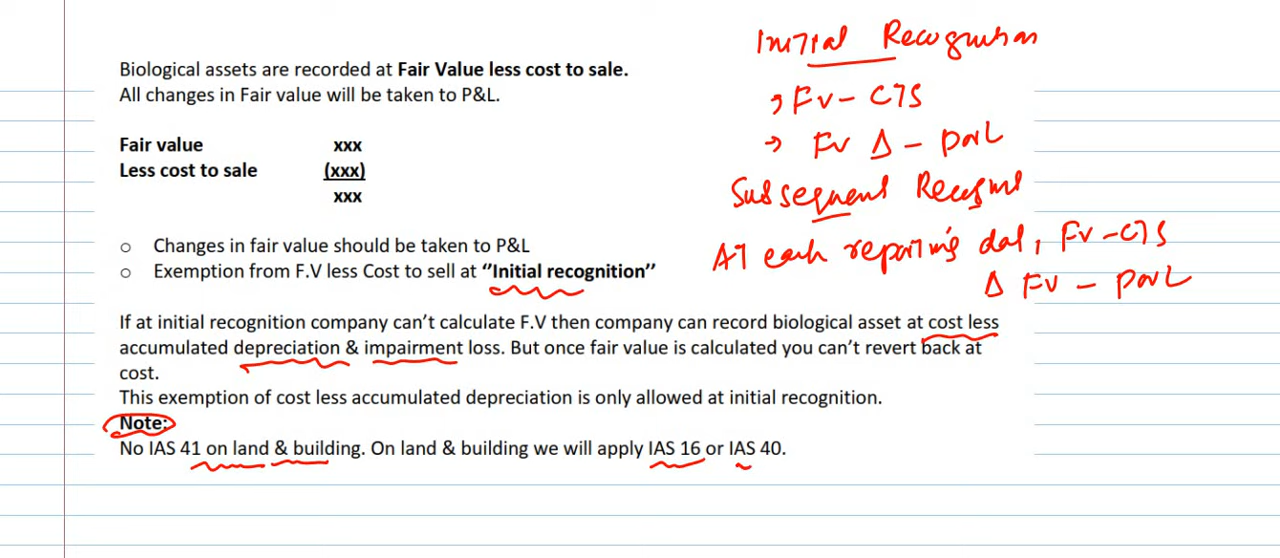 Biological assets are recorded at Fair Value less cost to sale.
All changes in Fair value will be taken to P&L.
Fair value xxx
Less cost to sale (xxx)
xxx
o Changes in fair value should be taken to P&L
o Exemption from F.V less Cost to sell at "Initial recognition"
If at initial recognition company can't calculate F.V then company can record biological asset at cost less
accumulated depreciation & impairment loss. But once fair value is calculated you can't revert back at
cost.
This exemption of cost less accumulated depreciation is only allowed at initial recognition.
Note:
No IAS 41 on land & building. On land & building we will apply IAS 16 or IAS 40.
Initial Recognition
→ FV - CTS
→ FV Δ - PnL
Subsequent
At each reporting date, FV - CTS
Δ FV - PnL